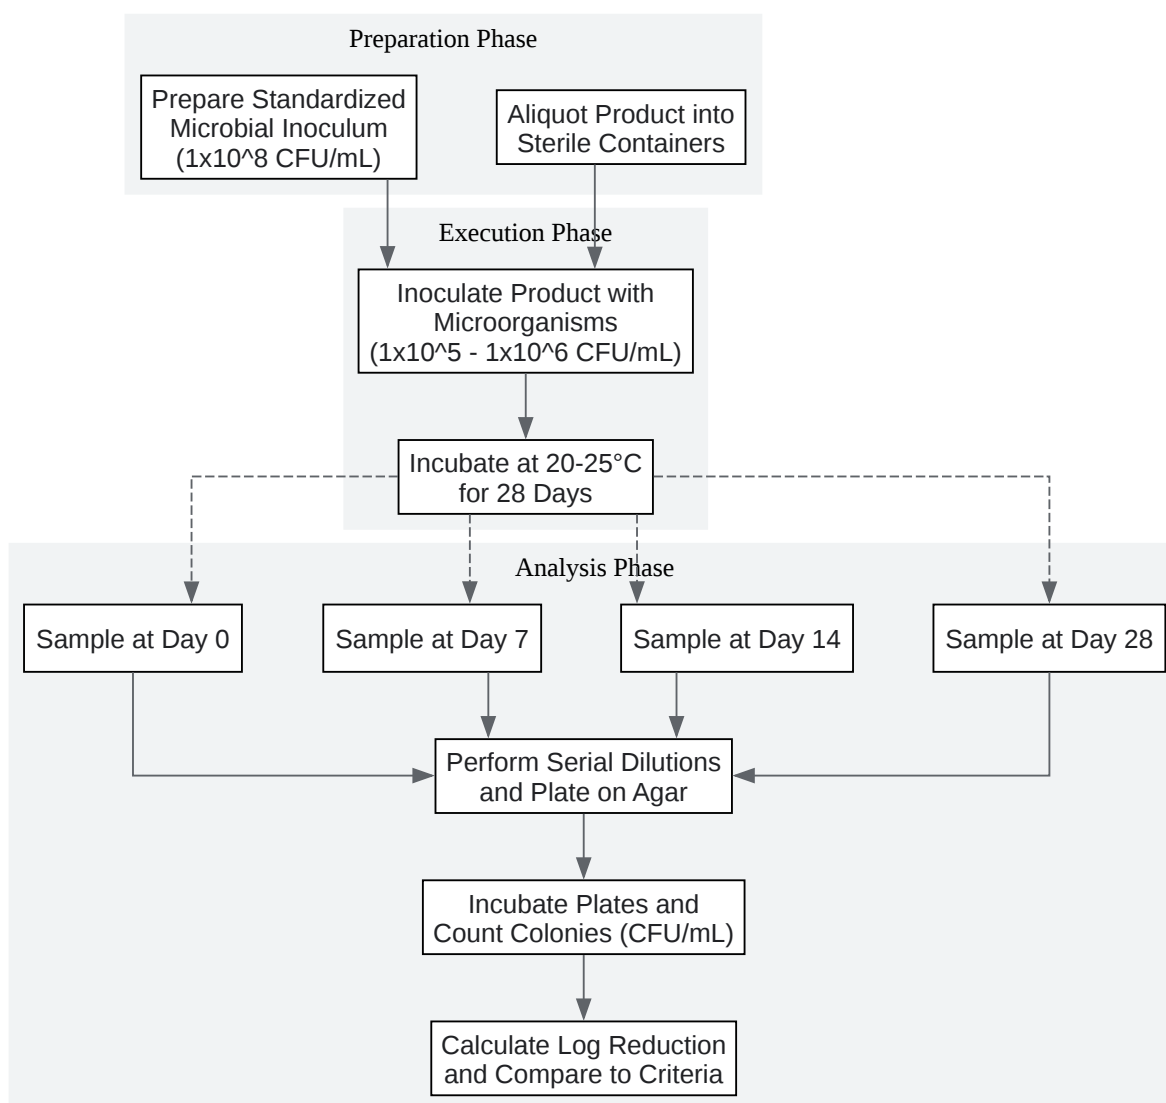 Preparation Phase
Prepare Standardized
Microbial Inoculum
(1x10^8 CFU/mL)
Aliquot Product into
Sterile Containers
Execution Phase
Inoculate Product with
Microorganisms
(1x10^5 - 1x10^6 CFU/mL)
Incubate at 20-25°C
for 28 Days
Analysis Phase
Sample at Day 0
Sample at Day 7
Sample at Day 14
Sample at Day 28
Perform Serial Dilutions
and Plate on Agar
Incubate Plates and
Count Colonies (CFU/mL)
Calculate Log Reduction
and Compare to Criteria